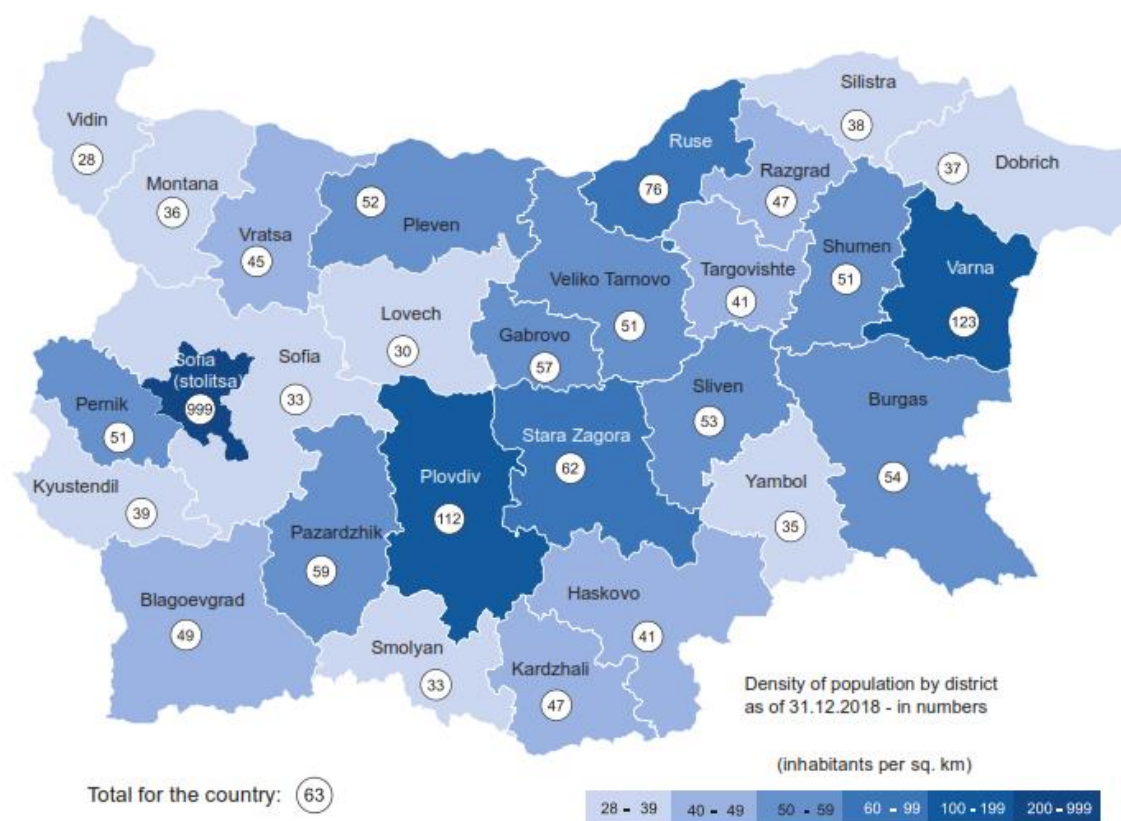 Vidin
28
Montana
36
Vratsa
45
52
Pleven
Lovech
30
Ruse
76
Silistra
38
Dobrich
37
Razgrad
47
Targovishte
41
Shumen
51
Varna
123
Veliko Tarnovo
51
Gabrovo
57
Sofia
(stolitsa)
999
Sofia
33
Pernik
51
Kyustendil
39
Plovdiv
112
Stara Zagora
62
Sliven
53
Burgas
54
Yambol
35
Pazardzhik
59
Blagoevgrad
49
Smolyan
33
Haskovo
41
Kardzhali
47
Density of population by district
as of 31.12.2018 - in numbers
(inhabitants per sq. km)
Total for the country: 63
28 – 39 40 – 49 50 – 59 60 – 99 100 - 199 200 - 999